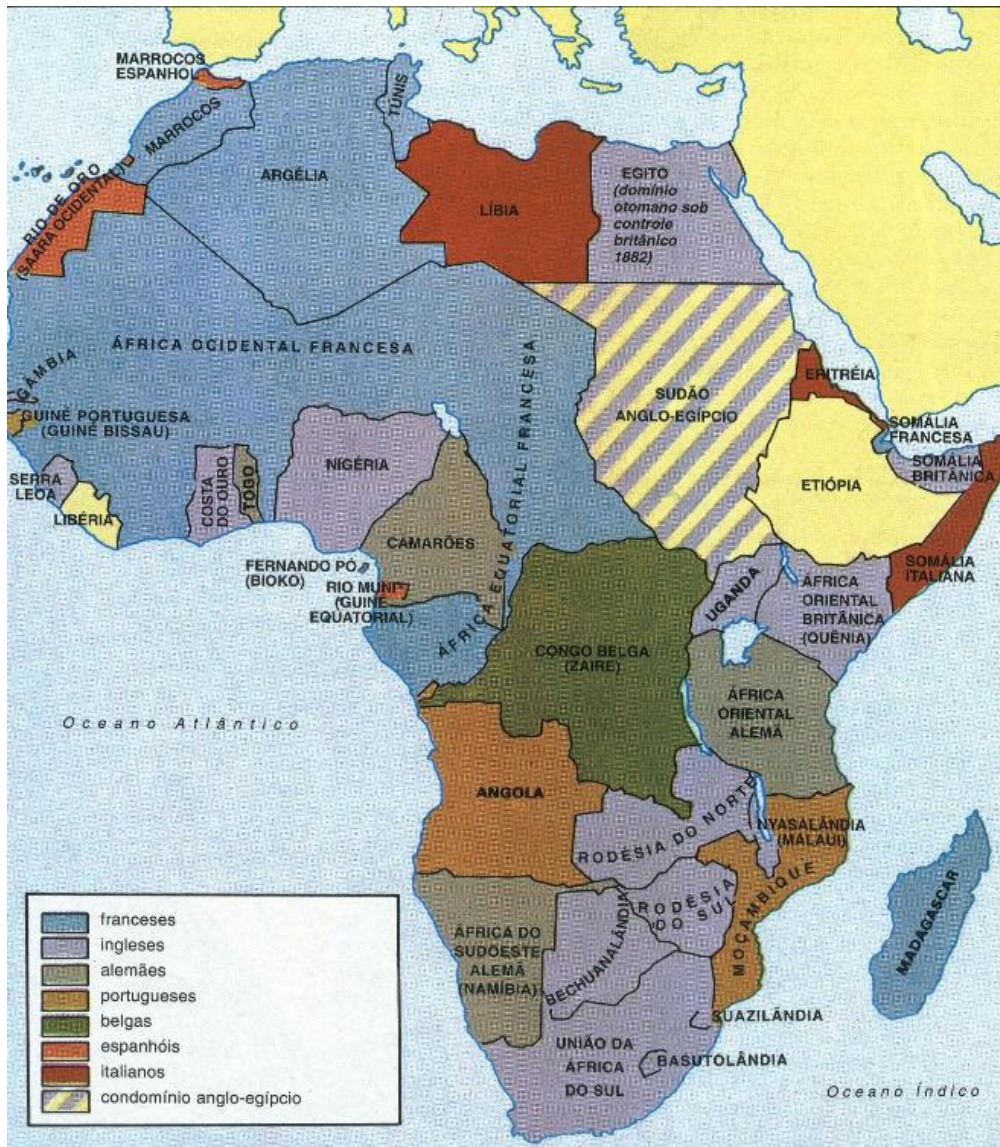 MARROCOS
ESPANHOL
MARROCOS
TÚNIS
ARGÉLIA
LÍBIA
EGITO
(domínio
otomano sob
controle
britânico
1882)
RIO DE ORO
(SAARA OCIDENTAL)
ÁFRICA OCIDENTAL FRANCESA
ÁFRICA EQUATORIAL FRANCESA
SUDÃO
ANGLO-EGÍPCIO
ERITRÉIA
SOMÁLIA
FRANCESA
SOMÁLIA
BRITÂNICA
ETIÓPIA
SOMÁLIA
ITALIANA
GÂMBIA
GUINÉ PORTUGUESA
(GUINÉ BISSAU)
SERRA
LEOA
LIBÉRIA
COSTA
DO OURO
TOGO
NIGÉRIA
CAMARÕES
FERNANDO PÓ
(BIOKO)
RIO MUNI
(GUINÉ
EQUATORIAL)
UGANDA
ÁFRICA
ORIENTAL
BRITÂNICA
(QUÊNIA)
CONGO BELGA
(ZAIRE)
ÁFRICA
ORIENTAL
ALEMÃ
Oceano Atlântico
ANGOLA
RODÉSIA DO NORTE
NYASALÂNDIA
(MALAUI)
MOÇAMBIQUE
RODÉSIA
DO SUL
BECHUANALÂNDIA
ÁFRICA DO
SUDOESTE
ALEMÃ
(NAMÍBIA)
MADAGASCAR
SUAZILÂNDIA
BASUTOLÂNDIA
UNIÃO DA
ÁFRICA
DO SUL
Oceano Índico
franceses
ingleses
alemães
portugueses
belgas
espanhóis
italianos
condomínio anglo-egípcio